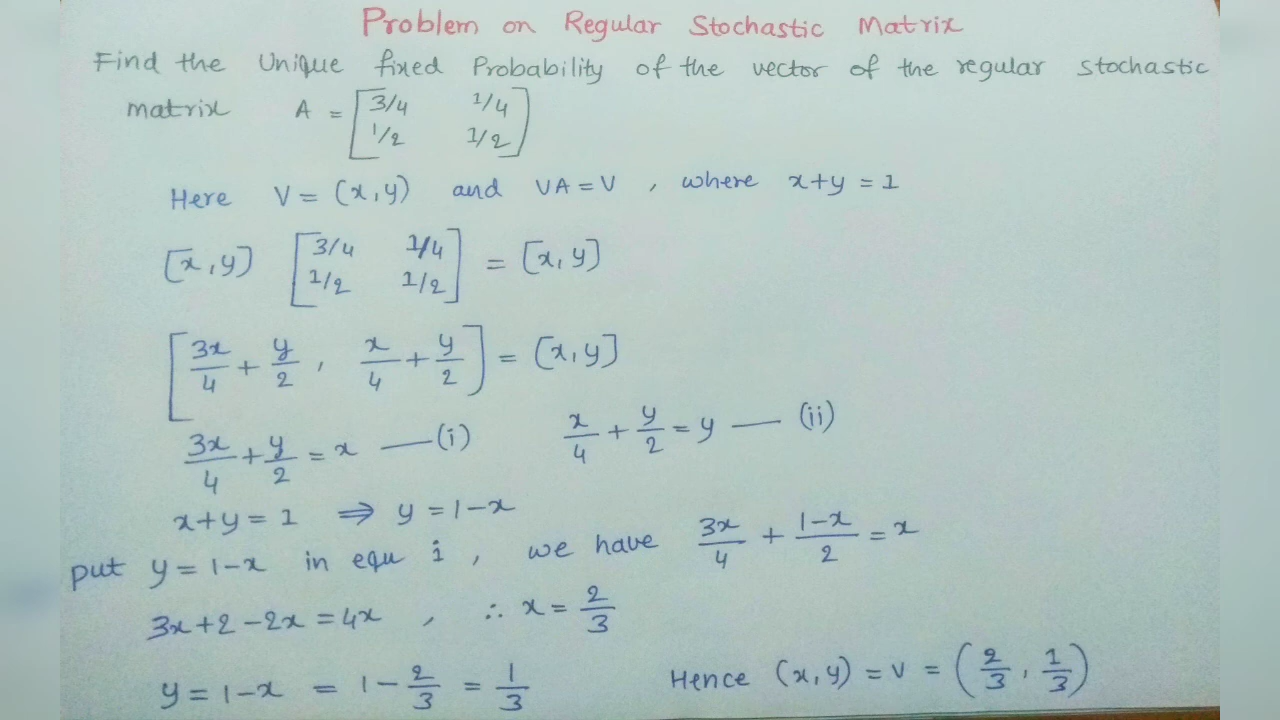 Problem on Regular Stochastic Matrix
Find the Unique fixed Probability of the vector of the regular stochastic
matrix A = [3/4 1/4
1/2 1/2]
Here V = (x,y) and VA = V , where x+y = 1
[x,y] [3/4 1/4
1/2 1/2] = [x,y]
[3x/4 + y/2 , x/4 + y/2] = [x,y]
3x/4 + y/2 = x —(i) x/4 + y/2 = y — (ii)
x+y = 1 ⇒ y = 1-x
put y = 1-x in equ i , we have 3x/4 + 1-x/2 = x
3x+2-2x = 4x , ∴ x = 2/3
y = 1-x = 1 - 2/3 = 1/3 Hence (x,y) = V = (2/3 , 1/3)